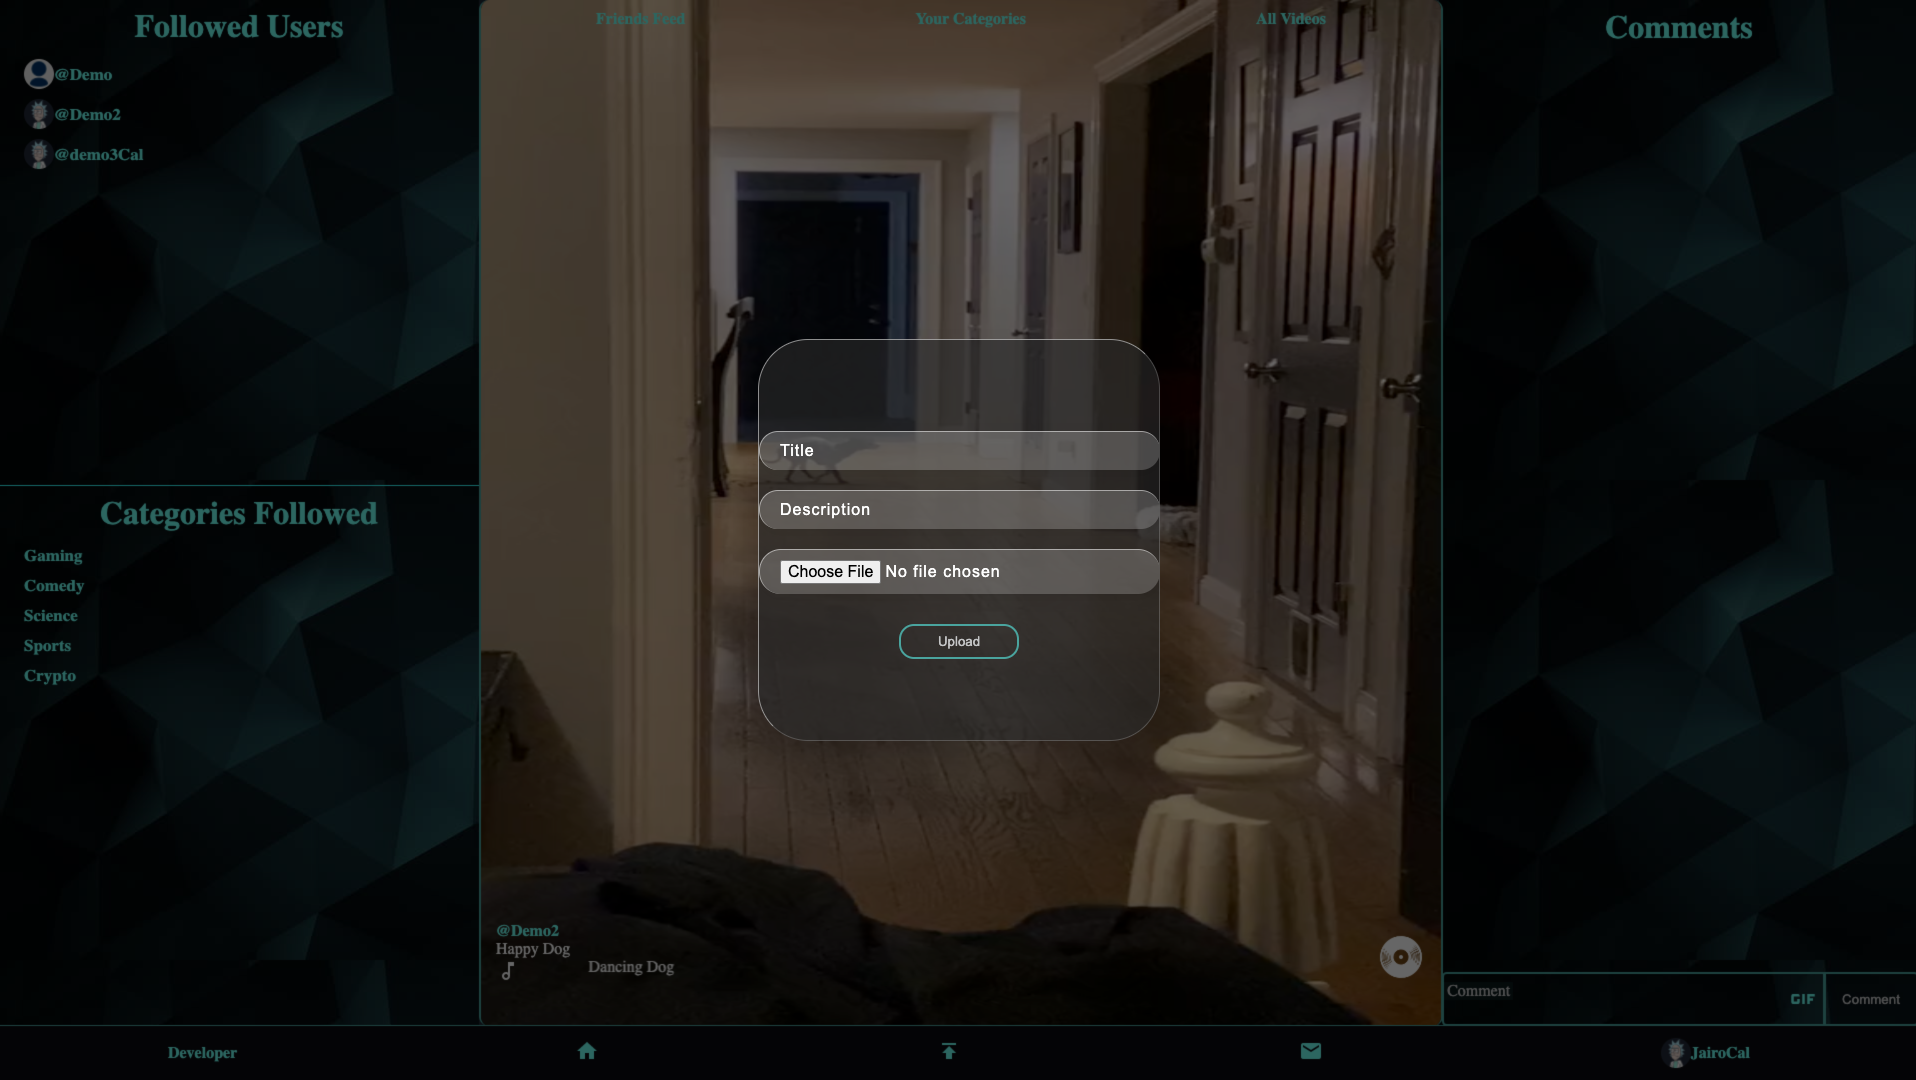 Followed Users
@Demo
@Demo2
@demo3Cal
Categories Followed
Gaming
Comedy
Science
Sports
Crypto
Friends Feed
Your Categories
All Videos
Title
Description
Choose File No file chosen
Upload
@Demo2
Happy Dog
Dancing Dog
Comments
Comment
GIF
Comment
Developer
JairoCal